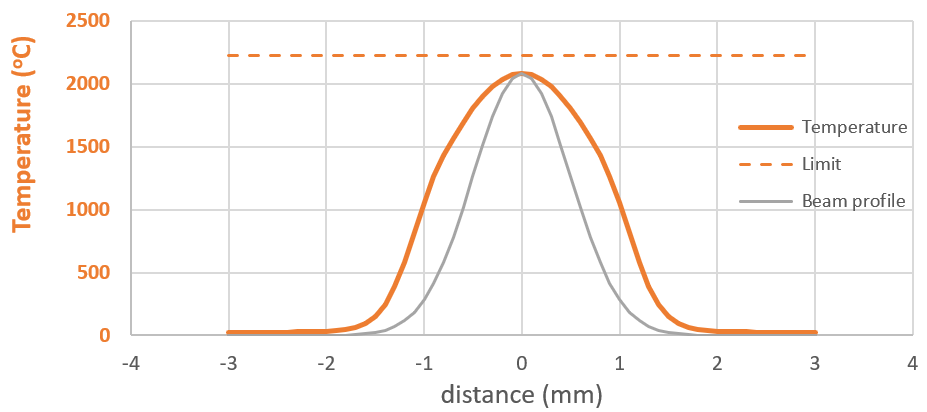 Temperature (ºC)
2500
2000
1500
1000
500
0
-4 -3 -2 -1 0 1 2 3 4
distance (mm)
Temperature
Limit
Beam profile